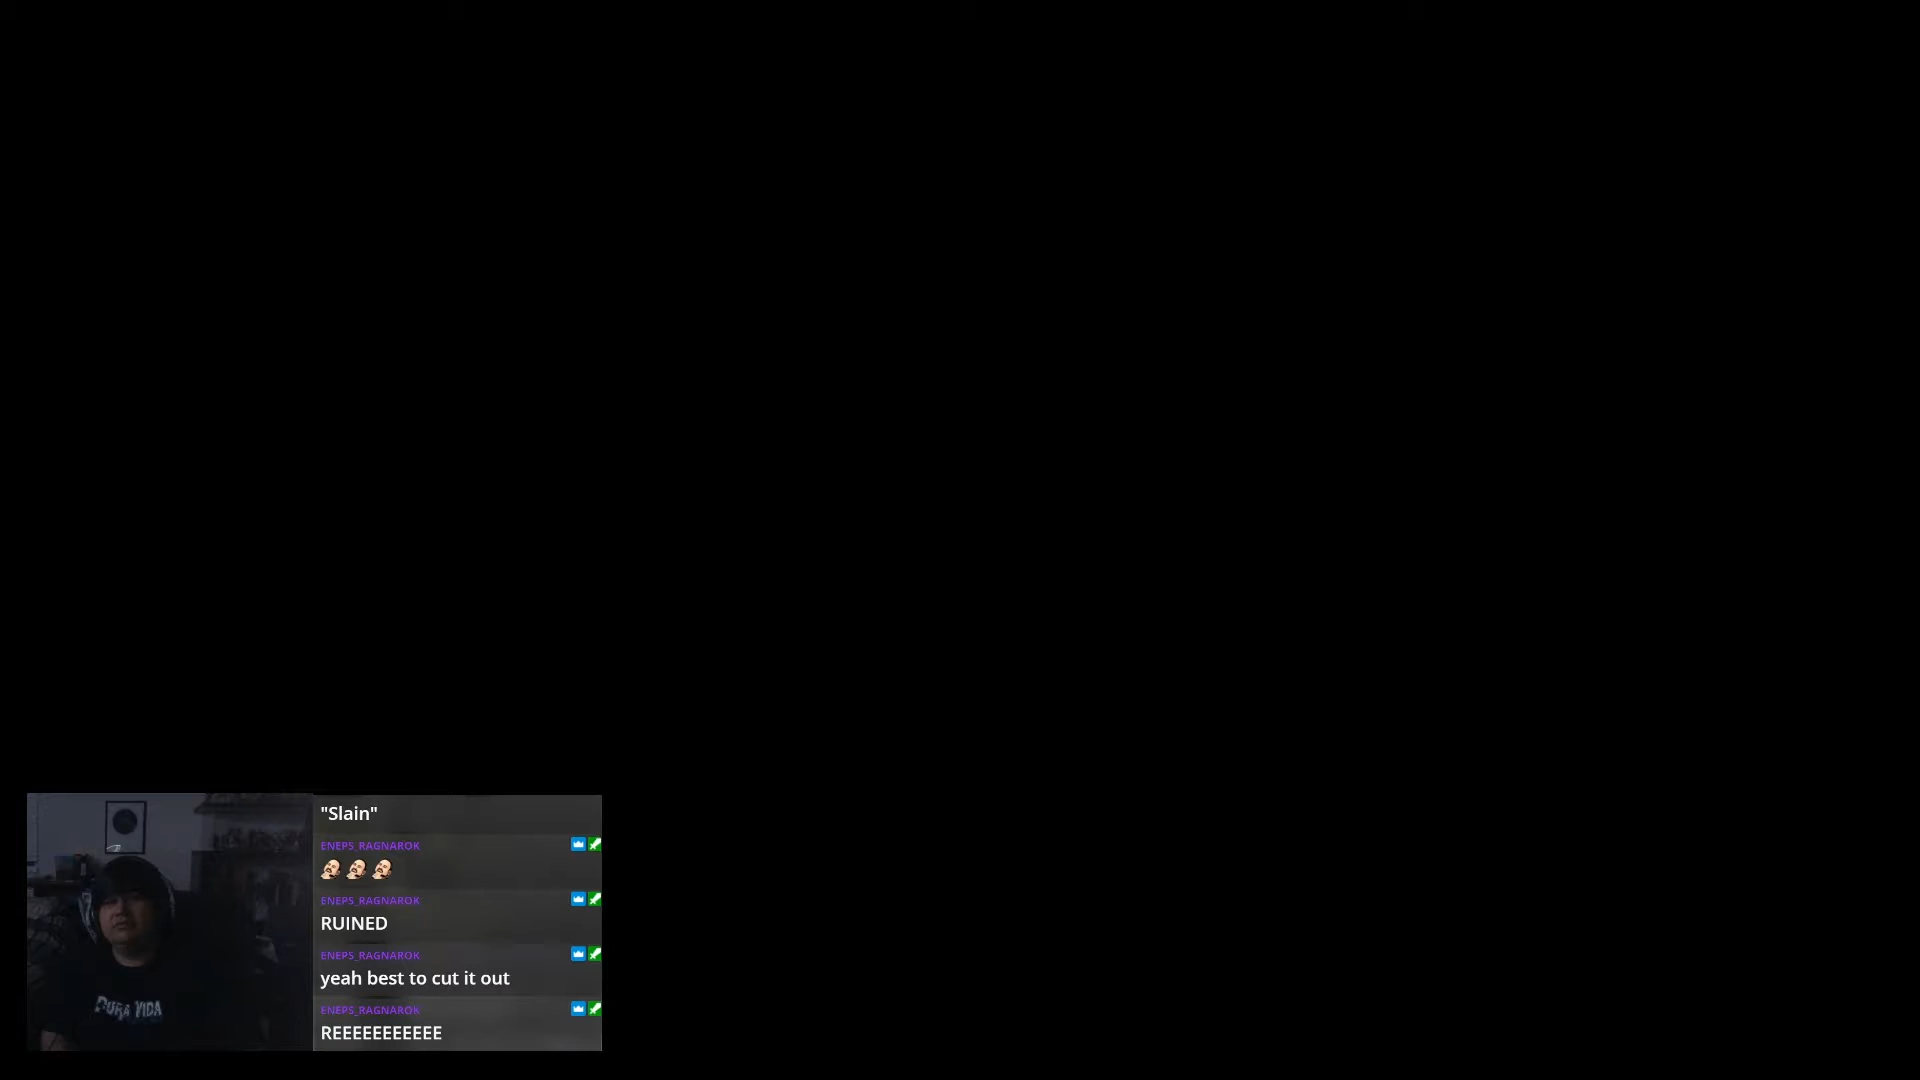 "Slain"
ENEPS_RAGNAROK
ENEPS_RAGNAROK
RUINED
ENEPS_RAGNAROK
yeah best to cut it out
ENEPS_RAGNAROK
REEEEEEEEEEE
PURA VIDA